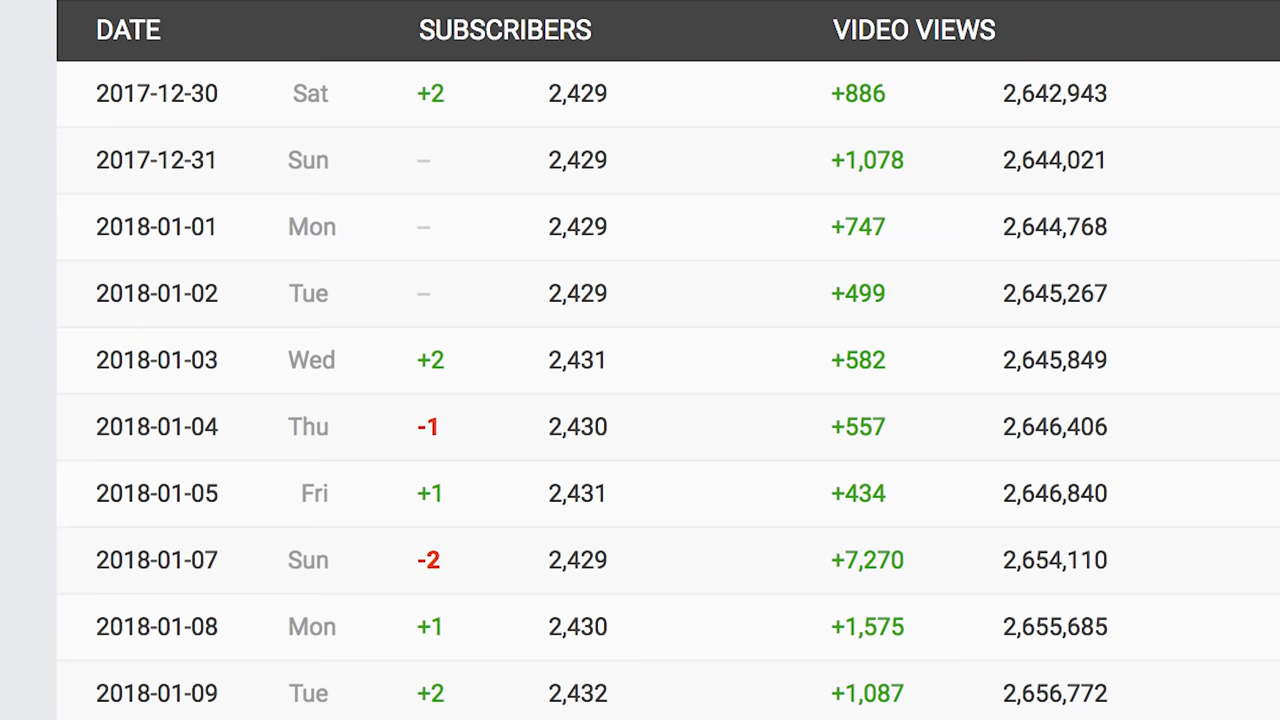 DATE SUBSCRIBERS VIDEO VIEWS
2017-12-30 Sat +2 2,429 +886 2,642,943
2017-12-31 Sun – 2,429 +1,078 2,644,021
2018-01-01 Mon – 2,429 +747 2,644,768
2018-01-02 Tue – 2,429 +499 2,645,267
2018-01-03 Wed +2 2,431 +582 2,645,849
2018-01-04 Thu -1 2,430 +557 2,646,406
2018-01-05 Fri +1 2,431 +434 2,646,840
2018-01-07 Sun -2 2,429 +7,270 2,654,110
2018-01-08 Mon +1 2,430 +1,575 2,655,685
2018-01-09 Tue +2 2,432 +1,087 2,656,772